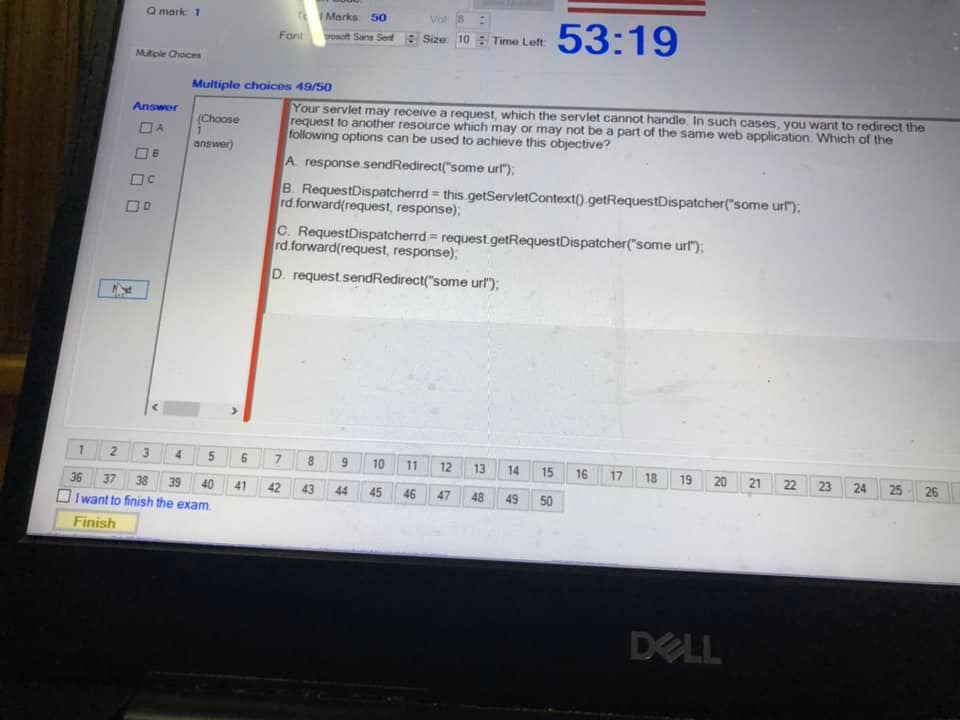 Q mark: 1
Marks: 50
Vol: 8
Font:
Sans Serif
Size: 10
Time Left: 53:19
Multiple Choices
Multiple choices 49/50
Answer
A
B
C
D
(Choose
1
answer)
Your servlet may receive a request, which the servlet cannot handle. In such cases, you want to redirect the
request to another resource which may or may not be a part of the same web application. Which of the
following options can be used to achieve this objective?
A. response.sendRedirect("some url");
B. RequestDispatcherrd = this.getServletContext().getRequestDispatcher("some url");
rd.forward(request, response);
C. RequestDispatcherrd = request.getRequestDispatcher("some url");
rd.forward(request, response);
D. request.sendRedirect("some url");
Next
1 2 3 4 5 6 7 8 9 10 11 12 13 14 15 16 17 18 19 20 21 22 23 24 25 26
36 37 38 39 40 41 42 43 44 45 46 47 48 49 50
I want to finish the exam.
Finish
DELL